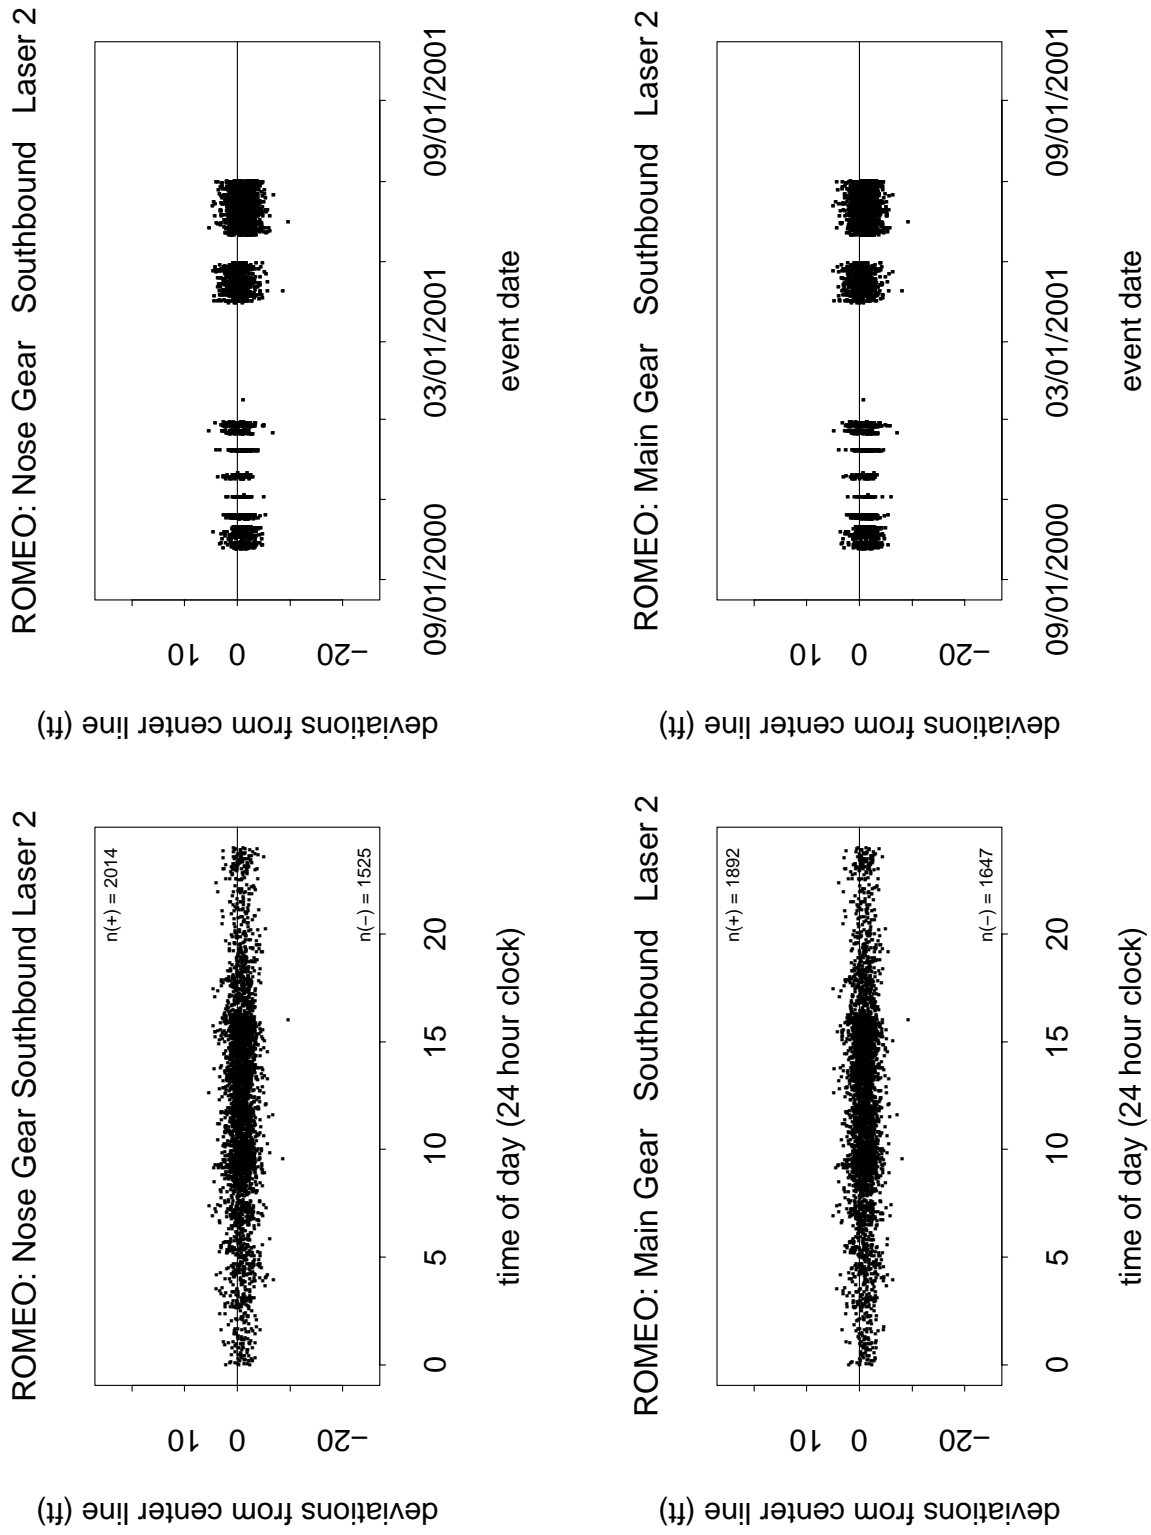 ROMEO: Nose Gear Southbound Laser 2
deviations from center line (ft)
10
0
−20
n(+) = 2014
n(−) = 1525
0 5 10 15 20
time of day (24 hour clock)
ROMEO: Nose Gear Southbound Laser 2
deviations from center line (ft)
10
0
−20
09/01/2000 03/01/2001 09/01/2001
event date
ROMEO: Main Gear Southbound Laser 2
deviations from center line (ft)
10
0
−20
n(+) = 1892
n(−) = 1647
0 5 10 15 20
time of day (24 hour clock)
ROMEO: Main Gear Southbound Laser 2
deviations from center line (ft)
10
0
−20
09/01/2000 03/01/2001 09/01/2001
event date